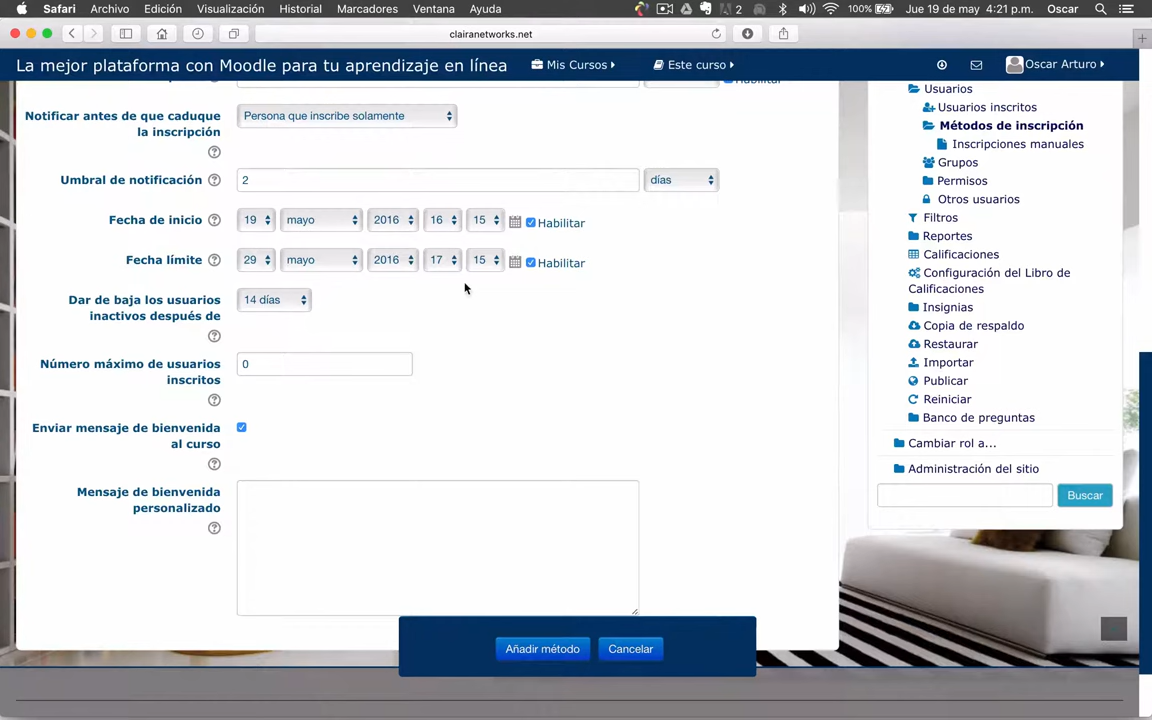 Safari Archivo Edición Visualización Historial Marcadores Ventana Ayuda 2 100% Jue 19 de may 4:21 p.m. Oscar
clairanetworks.net
La mejor plataforma con Moodle para tu aprendizaje en línea Mis Cursos Este curso Oscar Arturo
Habilitar
Notificar antes de que caduque
la inscripción
Persona que inscribe solamente
Umbral de notificación 2 días
Fecha de inicio 19 mayo 2016 16 15 Habilitar
Fecha límite 29 mayo 2016 17 15 Habilitar
Dar de baja los usuarios
inactivos después de
14 días
Número máximo de usuarios
inscritos
0
Enviar mensaje de bienvenida
al curso
Mensaje de bienvenida
personalizado
Añadir método Cancelar
Usuarios
Usuarios inscritos
Métodos de inscripción
Inscripciones manuales
Grupos
Permisos
Otros usuarios
Filtros
Reportes
Calificaciones
Configuración del Libro de
Calificaciones
Insignias
Copia de respaldo
Restaurar
Importar
Publicar
Reiniciar
Banco de preguntas
Cambiar rol a...
Administración del sitio
Buscar